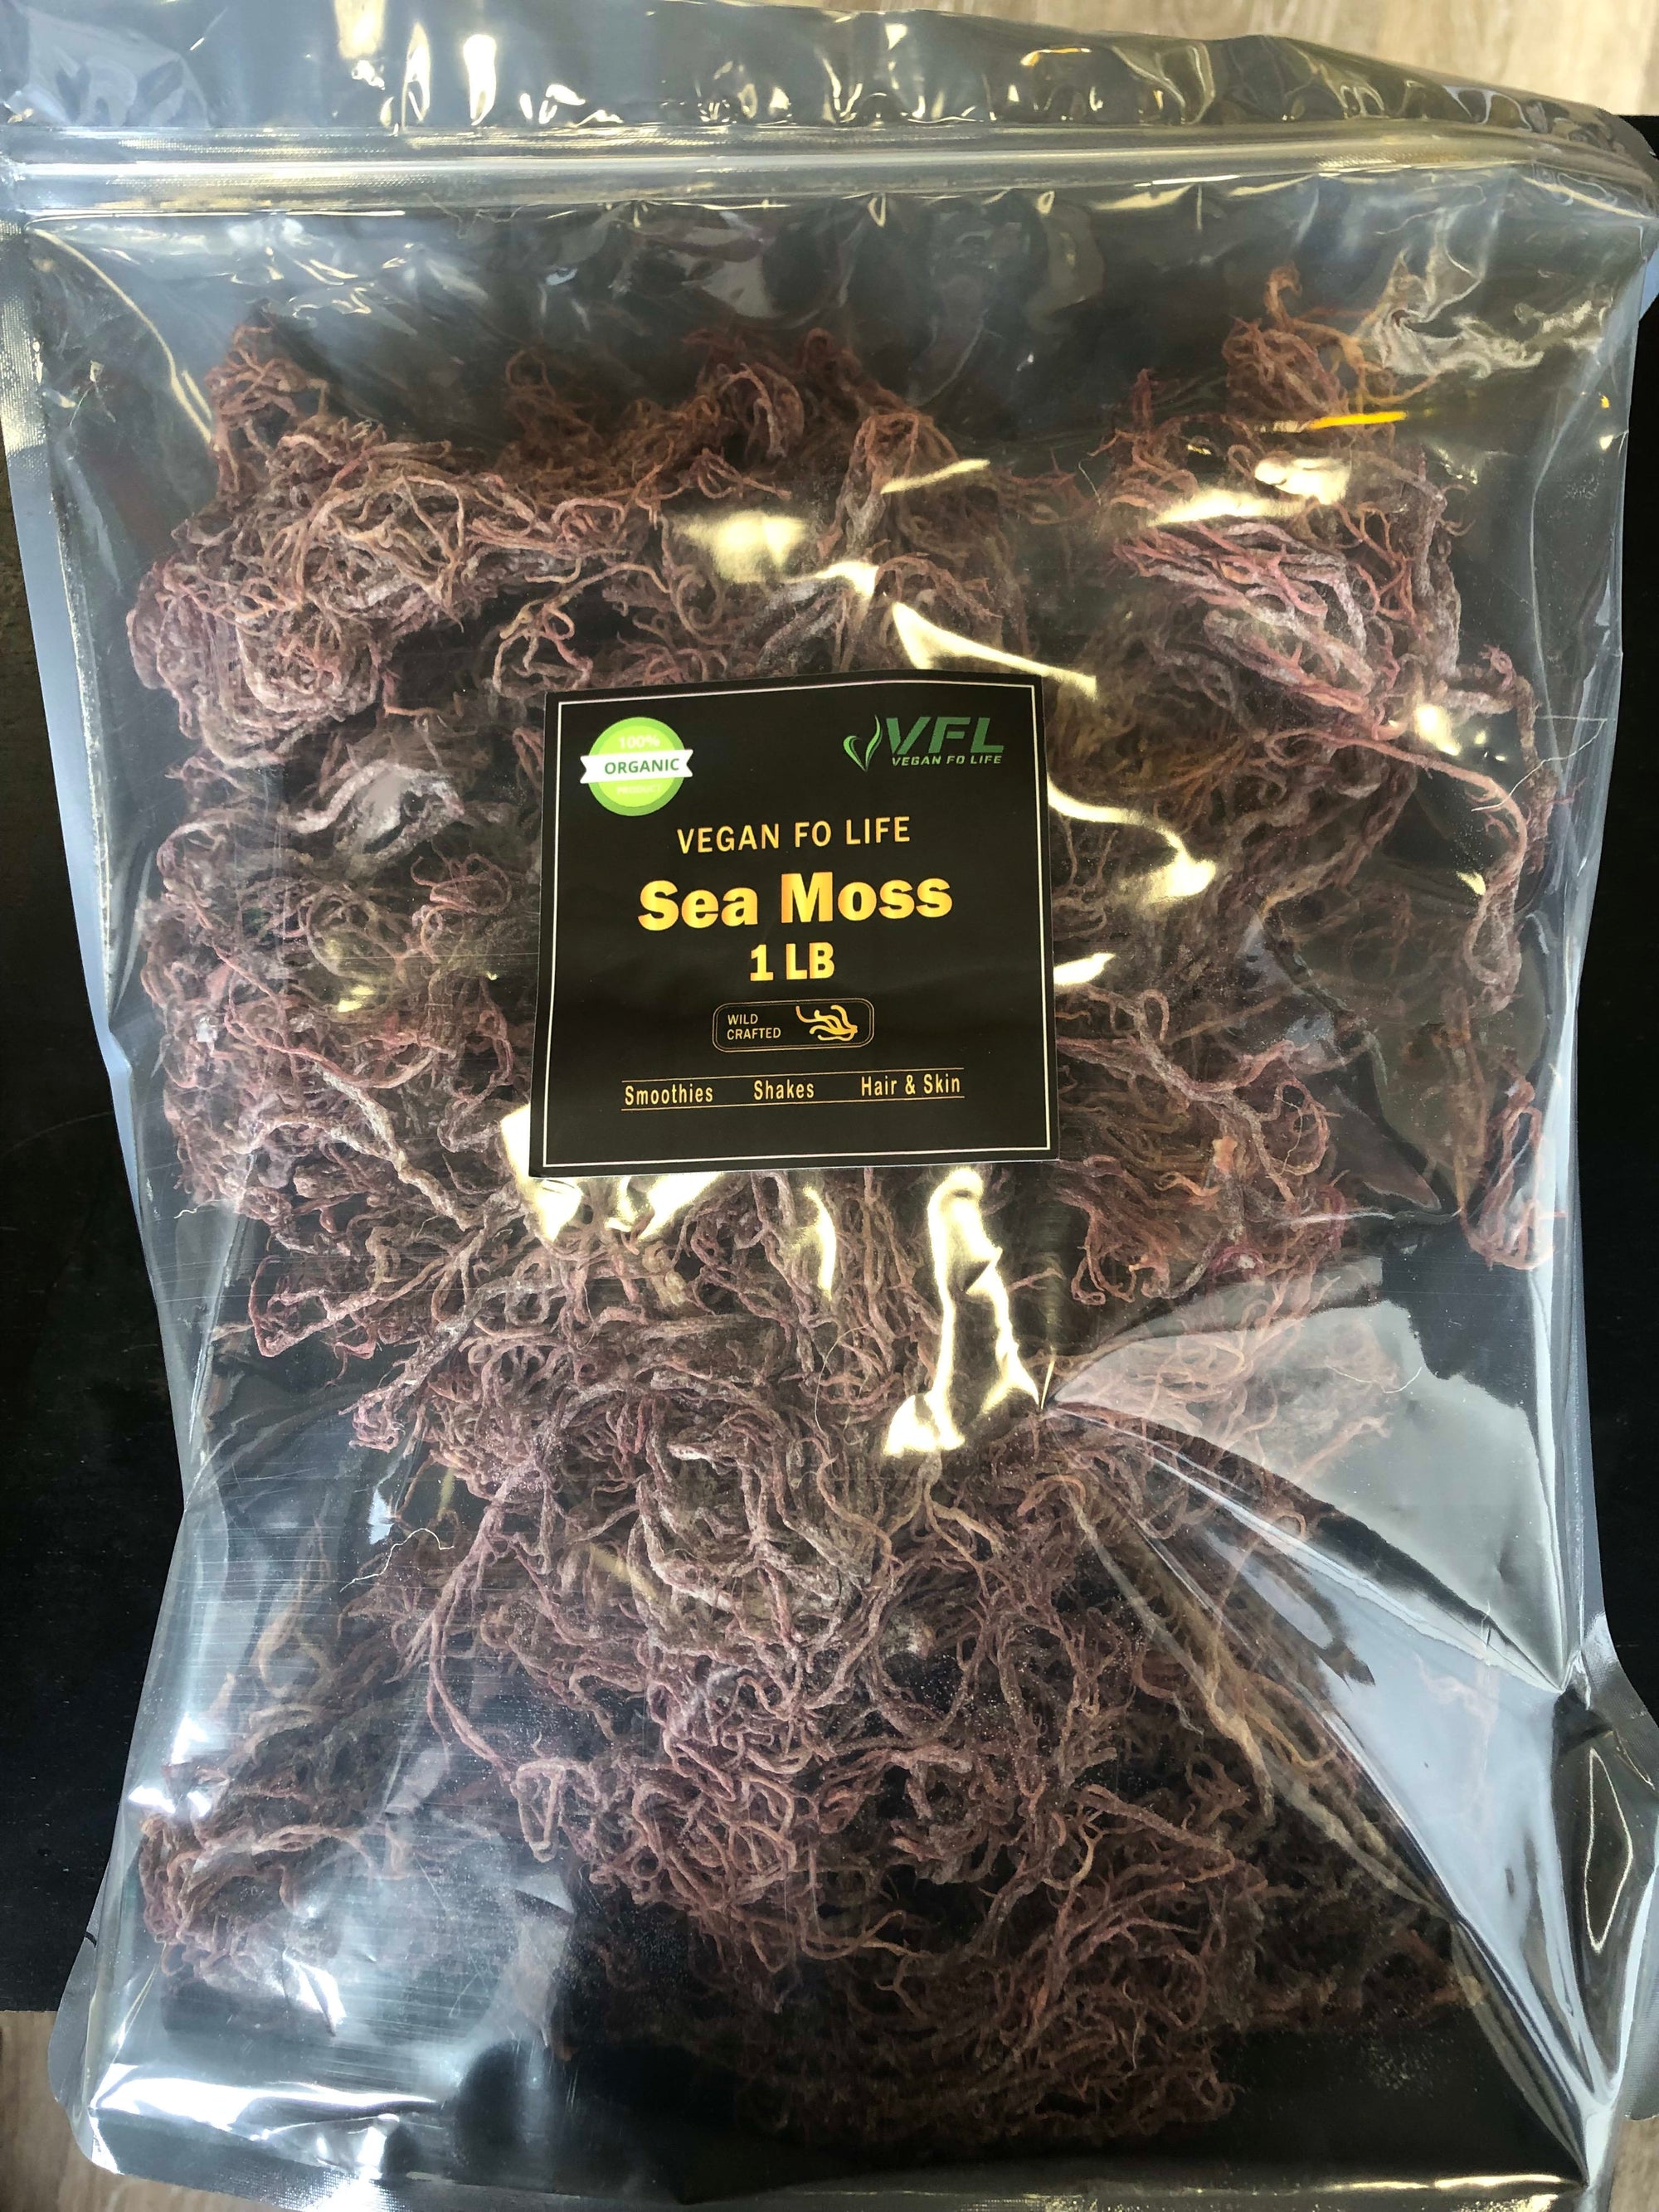 100%
ORGANIC
PRODUCT
VFL
VEGAN FO LIFE
VEGAN FO LIFE
Sea Moss
1 LB
WILD
CRAFTED
Smoothies Shakes Hair & Skin